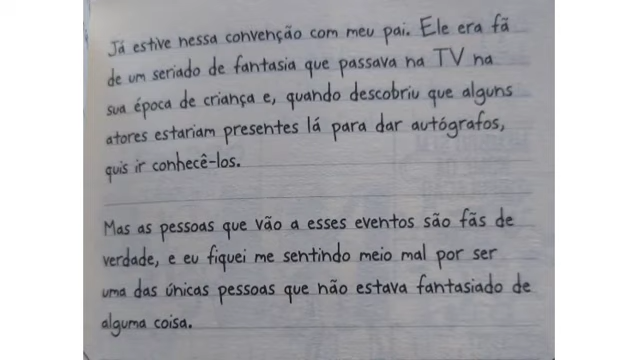 Já estive nessa convenção com meu pai. Ele era fã
de um seriado de fantasia que passava na TV na
sua época de criança e, quando descobriu que alguns
atores estariam presentes lá para dar autógrafos,
quis ir conhecê-los.
Mas as pessoas que vão a esses eventos são fãs de
verdade, e eu fiquei me sentindo meio mal por ser
uma das únicas pessoas que não estava fantasiado de
alguma coisa.